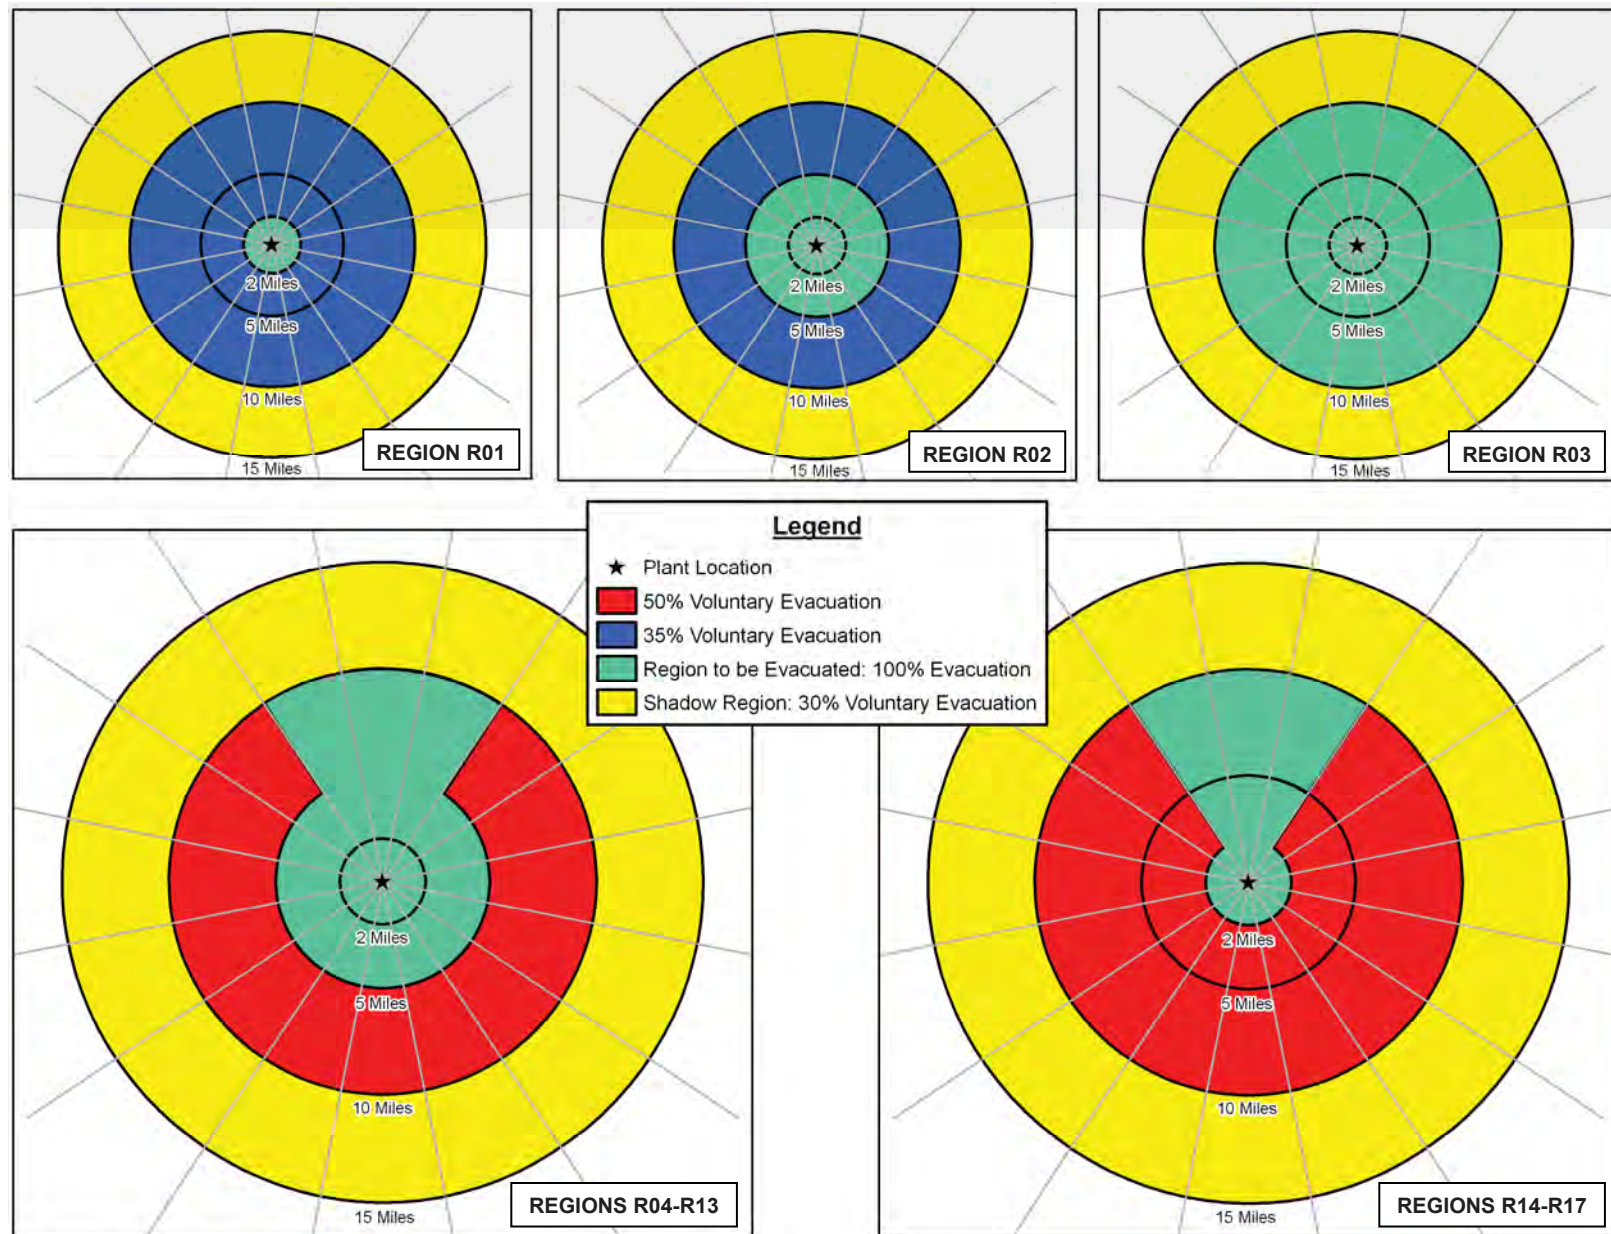 2 Miles
5 Miles
10 Miles
15 Miles
REGION R01
2 Miles
5 Miles
10 Miles
15 Miles
REGION R02
2 Miles
5 Miles
10 Miles
15 Miles
REGION R03
Legend
Plant Location
50% Voluntary Evacuation
35% Voluntary Evacuation
Region to be Evacuated: 100% Evacuation
Shadow Region: 30% Voluntary Evacuation
2 Miles
5 Miles
10 Miles
15 Miles
REGIONS R04-R13
2 Miles
5 Miles
10 Miles
15 Miles
REGIONS R14-R17